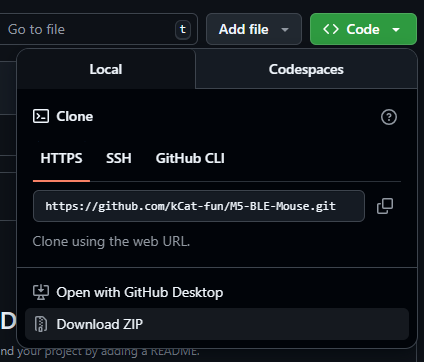 Go to file t Add file Code
Local Codespaces
Clone
HTTPS SSH GitHub CLI
https://github.com/kCat-fun/M5-BLE-Mouse.git
Clone using the web URL.
Open with GitHub Desktop
D
Download ZIP
nd your project by adding a README.